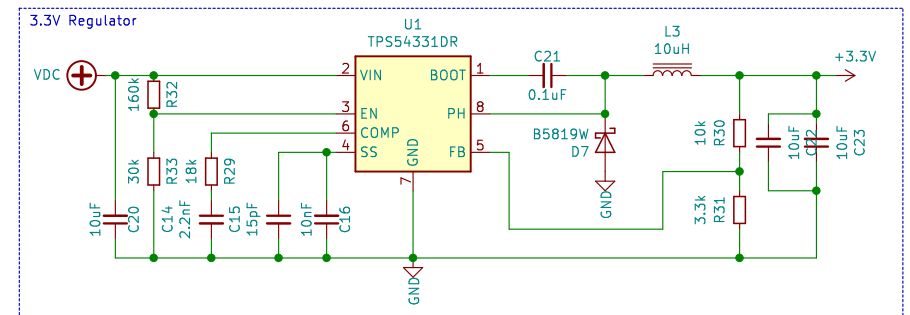 3.3V Regulator
U1
TPS54331DR
VDC
2 VIN
BOOT 1
3 EN
PH 8
6 COMP
4 SS
FB 5
GND
7
C21
0.1uF
L3
10uH
+3.3V
160k
R32
30k
R33
18k
R29
10uF
C20
C14
2.2nF
C15
15pF
10nF
C16
B5819W
D7
GND
10k
R30
3.3k
R31
10uF
C22
10uF
C23
GND